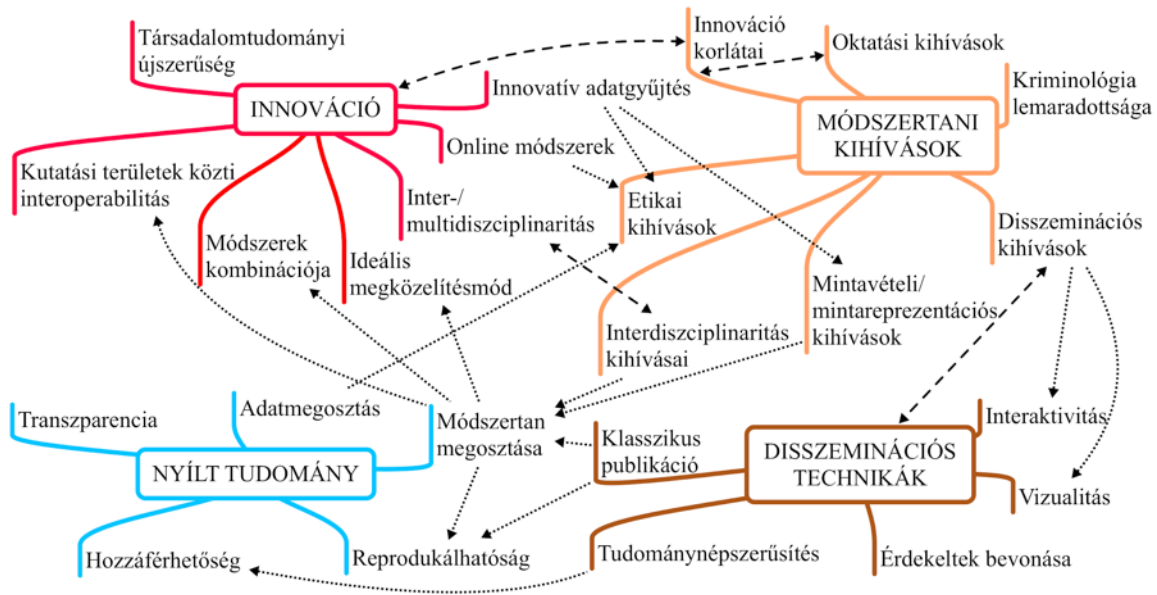 Társadalomtudományi
újszerűség
INNOVÁCIÓ
Innovatív adatgyűjtés
Online módszerek
Kutatási területek közti
interoperabilitás
Módszerek
kombinációja
Ideális
megközelítésmód
Inter-/
multidiszciplinaritás
Innováció
korlátai
Oktatási kihívások
Kriminológia
lemaradottsága
MÓDSZERTANI
KIHÍVÁSOK
Etikai
kihívások
Disszeminációs
kihívások
Mintavételi/
mintareprezentációs
kihívások
Interdiszciplinaritás
kihívásai
Transzparencia
Adatmegosztás
Módszertan
megosztása
NYÍLT TUDOMÁNY
Hozzáférhetőség
Reprodukálhatóság
Klasszikus
publikáció
DISSZEMINÁCIÓS
TECHNIKÁK
Interaktivitás
Vizualitás
Tudománynépszerűsítés
Érdekeltek bevonása